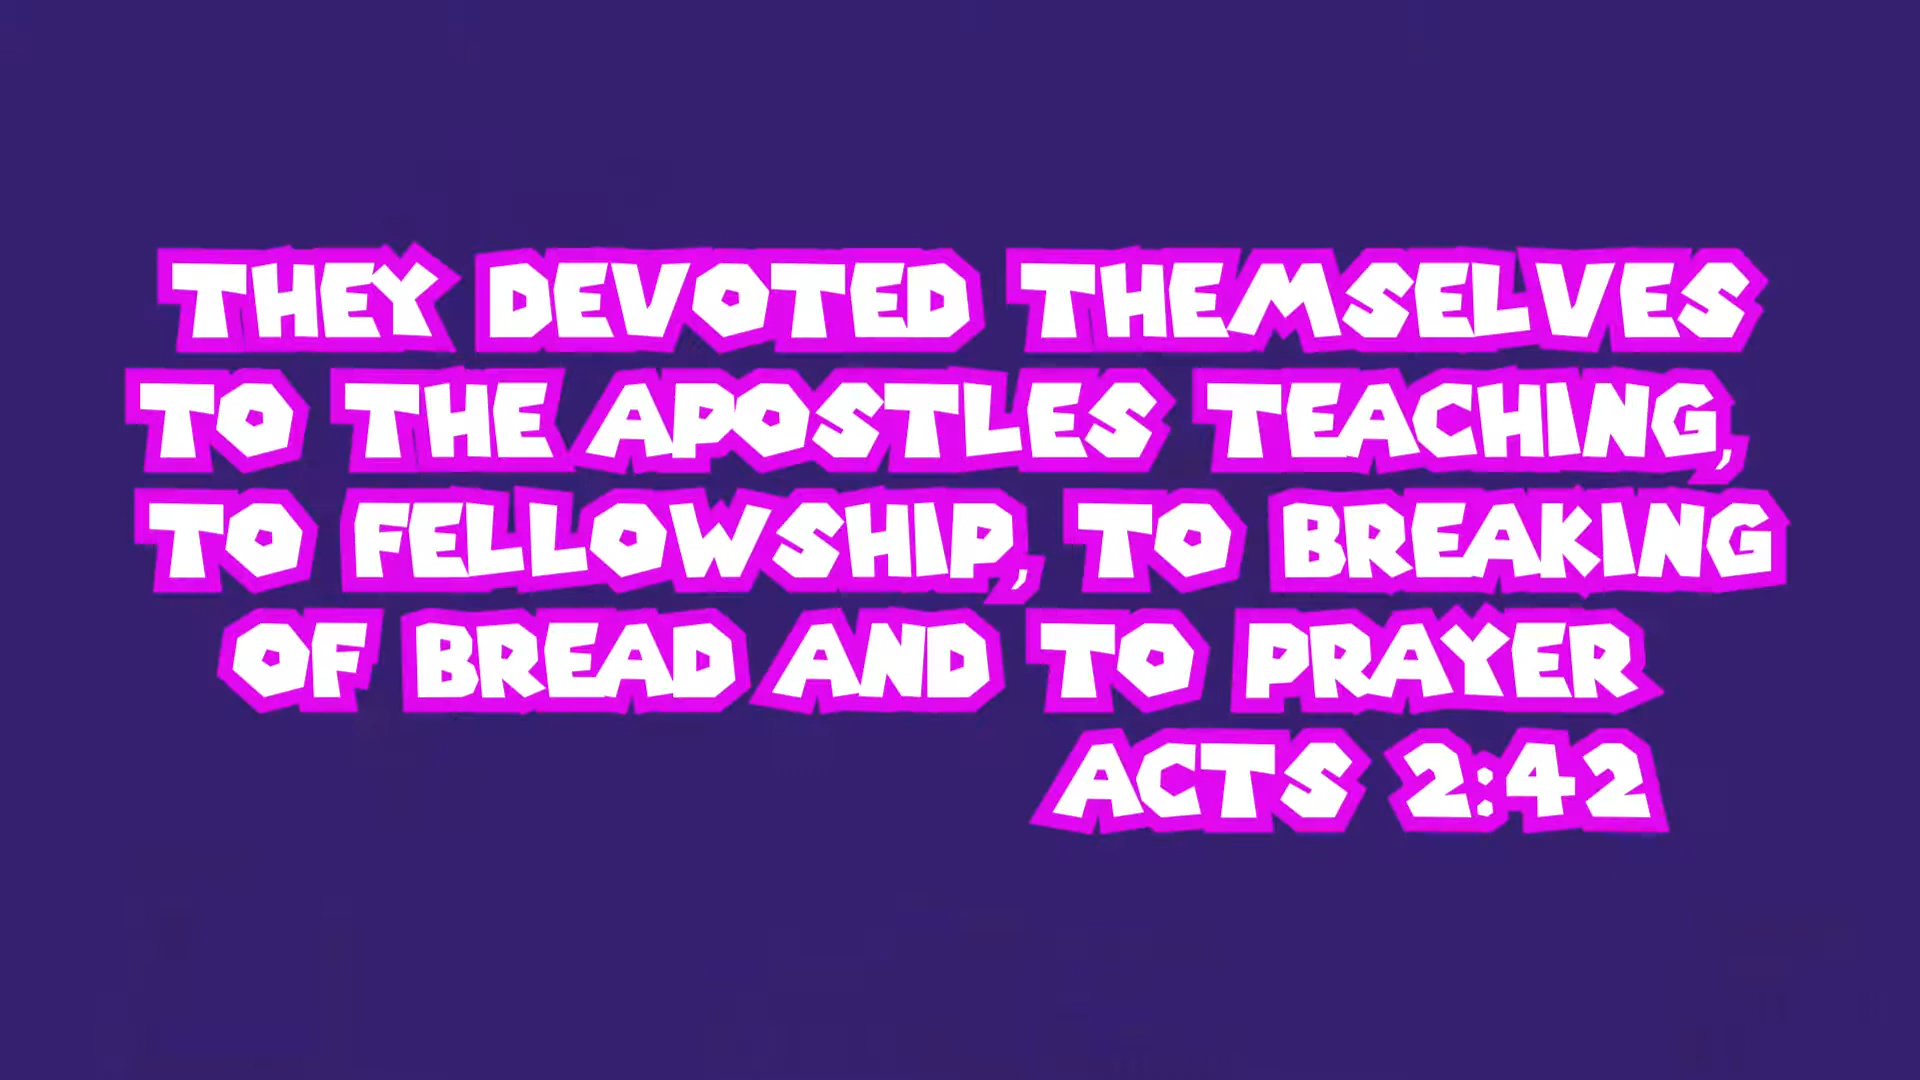 THEY DEVOTED THEMSELVES
TO THE APOSTLES TEACHING,
TO FELLOWSHIP, TO BREAKING
OF BREAD AND TO PRAYER
ACTS 2:42